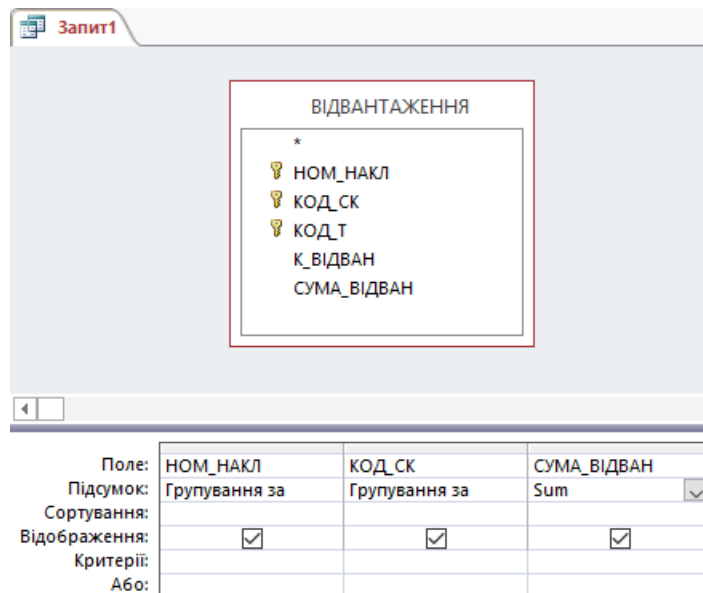 Запит1
ВІДВАНТАЖЕННЯ
*
НОМ_НАКЛ
КОД_СК
КОД_Т
К_ВІДВАН
СУМА_ВІДВАН
Поле: НОМ_НАКЛ КОД_СК СУМА_ВІДВАН
Підсумок: Групування за Групування за Sum
Сортування:
Відображення:
Критерії:
Або: